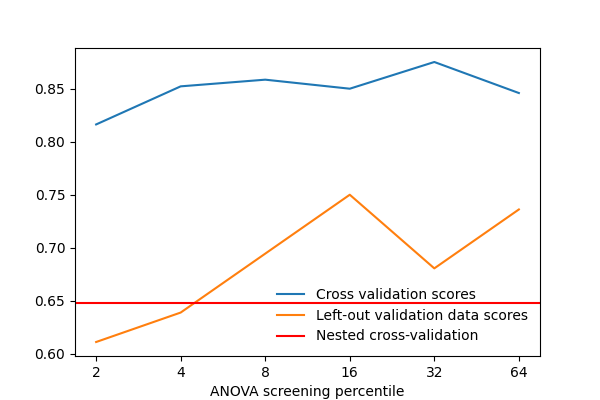 0.85
0.80
0.75
0.70
0.65
0.60
Cross validation scores
Left-out validation data scores
Nested cross-validation
2 4 8 16 32 64
ANOVA screening percentile